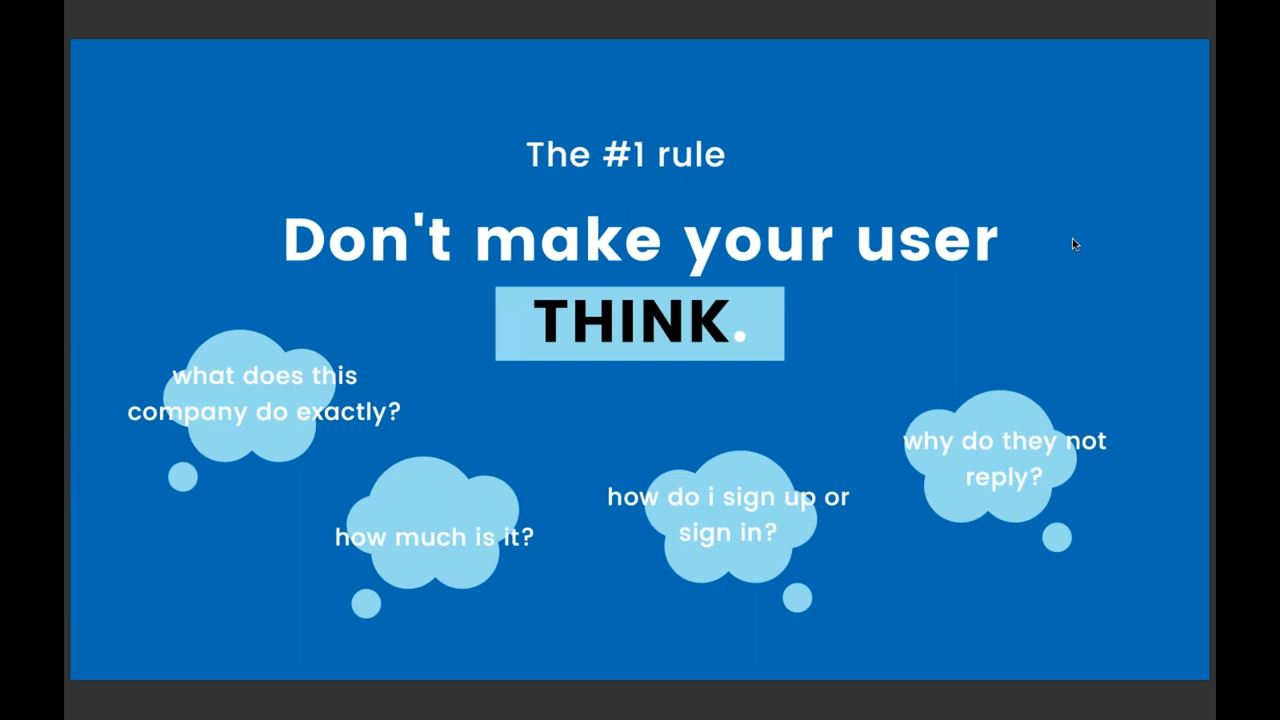 The #1 rule
Don't make your user
THINK.
what does this
company do exactly?
how much is it?
how do i sign up or
sign in?
why do they not
reply?